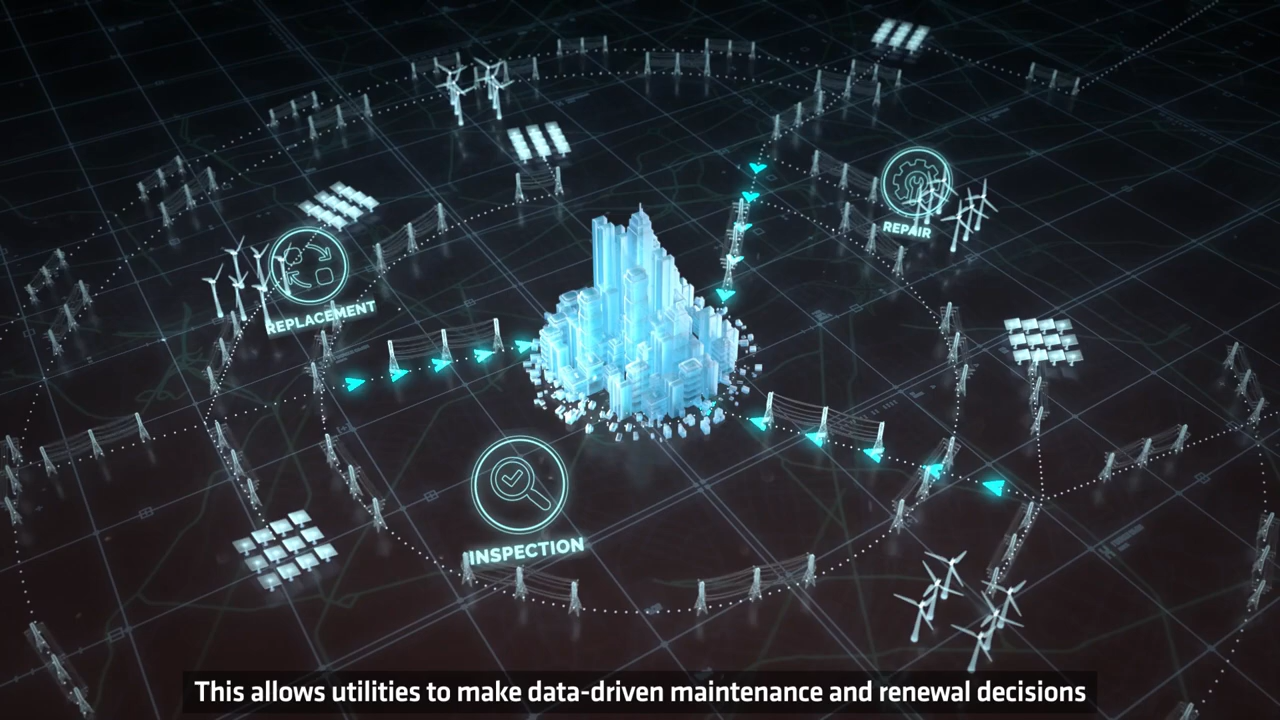 REPAIR
REPLACEMENT
INSPECTION
This allows utilities to make data-driven maintenance and renewal decisions